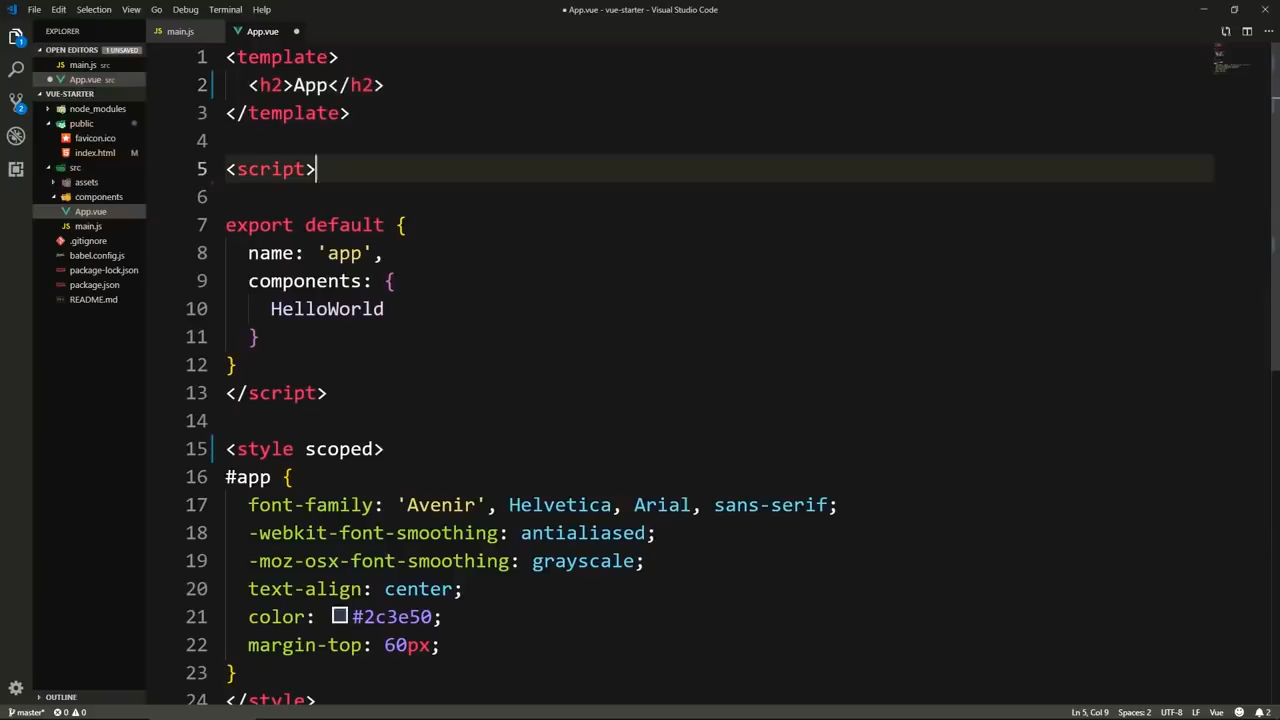 File Edit Selection View Go Debug Terminal Help
● App.vue - vue-starter - Visual Studio Code
EXPLORER
OPEN EDITORS 1 UNSAVED
main.js src
App.vue src
VUE-STARTER
node_modules
public
favicon.ico
index.html M
src
assets
components
App.vue
main.js
.gitignore
babel.config.js
package-lock.json
package.json
README.md
OUTLINE
main.js App.vue
1 <template>
2 <h2>App</h2>
3 </template>
4
5 <script>
6
7 export default {
8 name: 'app',
9 components: {
10 HelloWorld
11 }
12 }
13 </script>
14
15 <style scoped>
16 #app {
17 font-family: 'Avenir', Helvetica, Arial, sans-serif;
18 -webkit-font-smoothing: antialiased;
19 -moz-osx-font-smoothing: grayscale;
20 text-align: center;
21 color: #2c3e50;
22 margin-top: 60px;
23 }
24 </style>
master* 0 0 Ln 5, Col 9 Spaces: 2 UTF-8 LF Vue 2